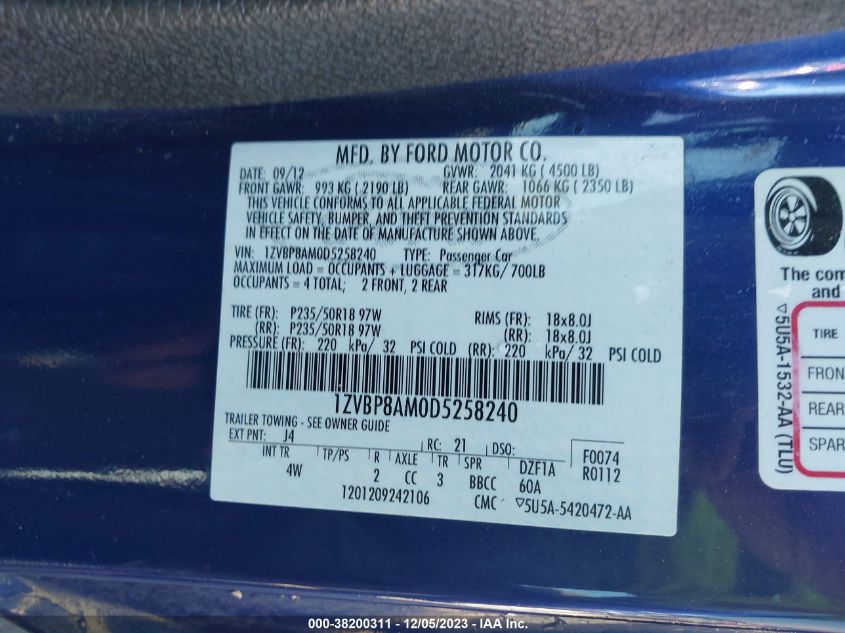 MFD. BY FORD MOTOR CO.
DATE: 09/12 GVWR: 2041 KG ( 4500 LB)
FRONT GAWR: 993 KG ( 2190 LB) REAR GAWR: 1066 KG ( 2350 LB)
THIS VEHICLE CONFORMS TO ALL APPLICABLE FEDERAL MOTOR
VEHICLE SAFETY, BUMPER, AND THEFT PREVENTION STANDARDS
IN EFFECT ON THE DATE OF MANUFACTURE SHOWN ABOVE.
VIN: 1ZVBP8AM0D5258240 TYPE: Passenger Car
MAXIMUM LOAD = OCCUPANTS + LUGGAGE = 317KG/ 700LB
OCCUPANTS = 4 TOTAL; 2 FRONT, 2 REAR
TIRE (FR): P235/50R18 97W RIMS (FR): 18x8.0J
(RR): P235/50R18 97W (RR): 18x8.0J
PRESSURE (FR): 220 kPa/ 32 PSI COLD (RR): 220 kPa/ 32 PSI COLD
1ZVBP8AM0D5258240
TRAILER TOWING - SEE OWNER GUIDE
EXT PNT: J4 RC: 21 DSO: F0074
INT TR TP/PS R AXLE TR SPR DZF1A R0112
4W 2 CC 3 BBCC 60A
1201209242106 CMC ▽5U5A-5420472-AA
The com
and
TIRE
FRON
REAR
SPAR
▽5U5A-1532-AA (TLU)
000-38200311 - 12/05/2023 - IAA Inc.